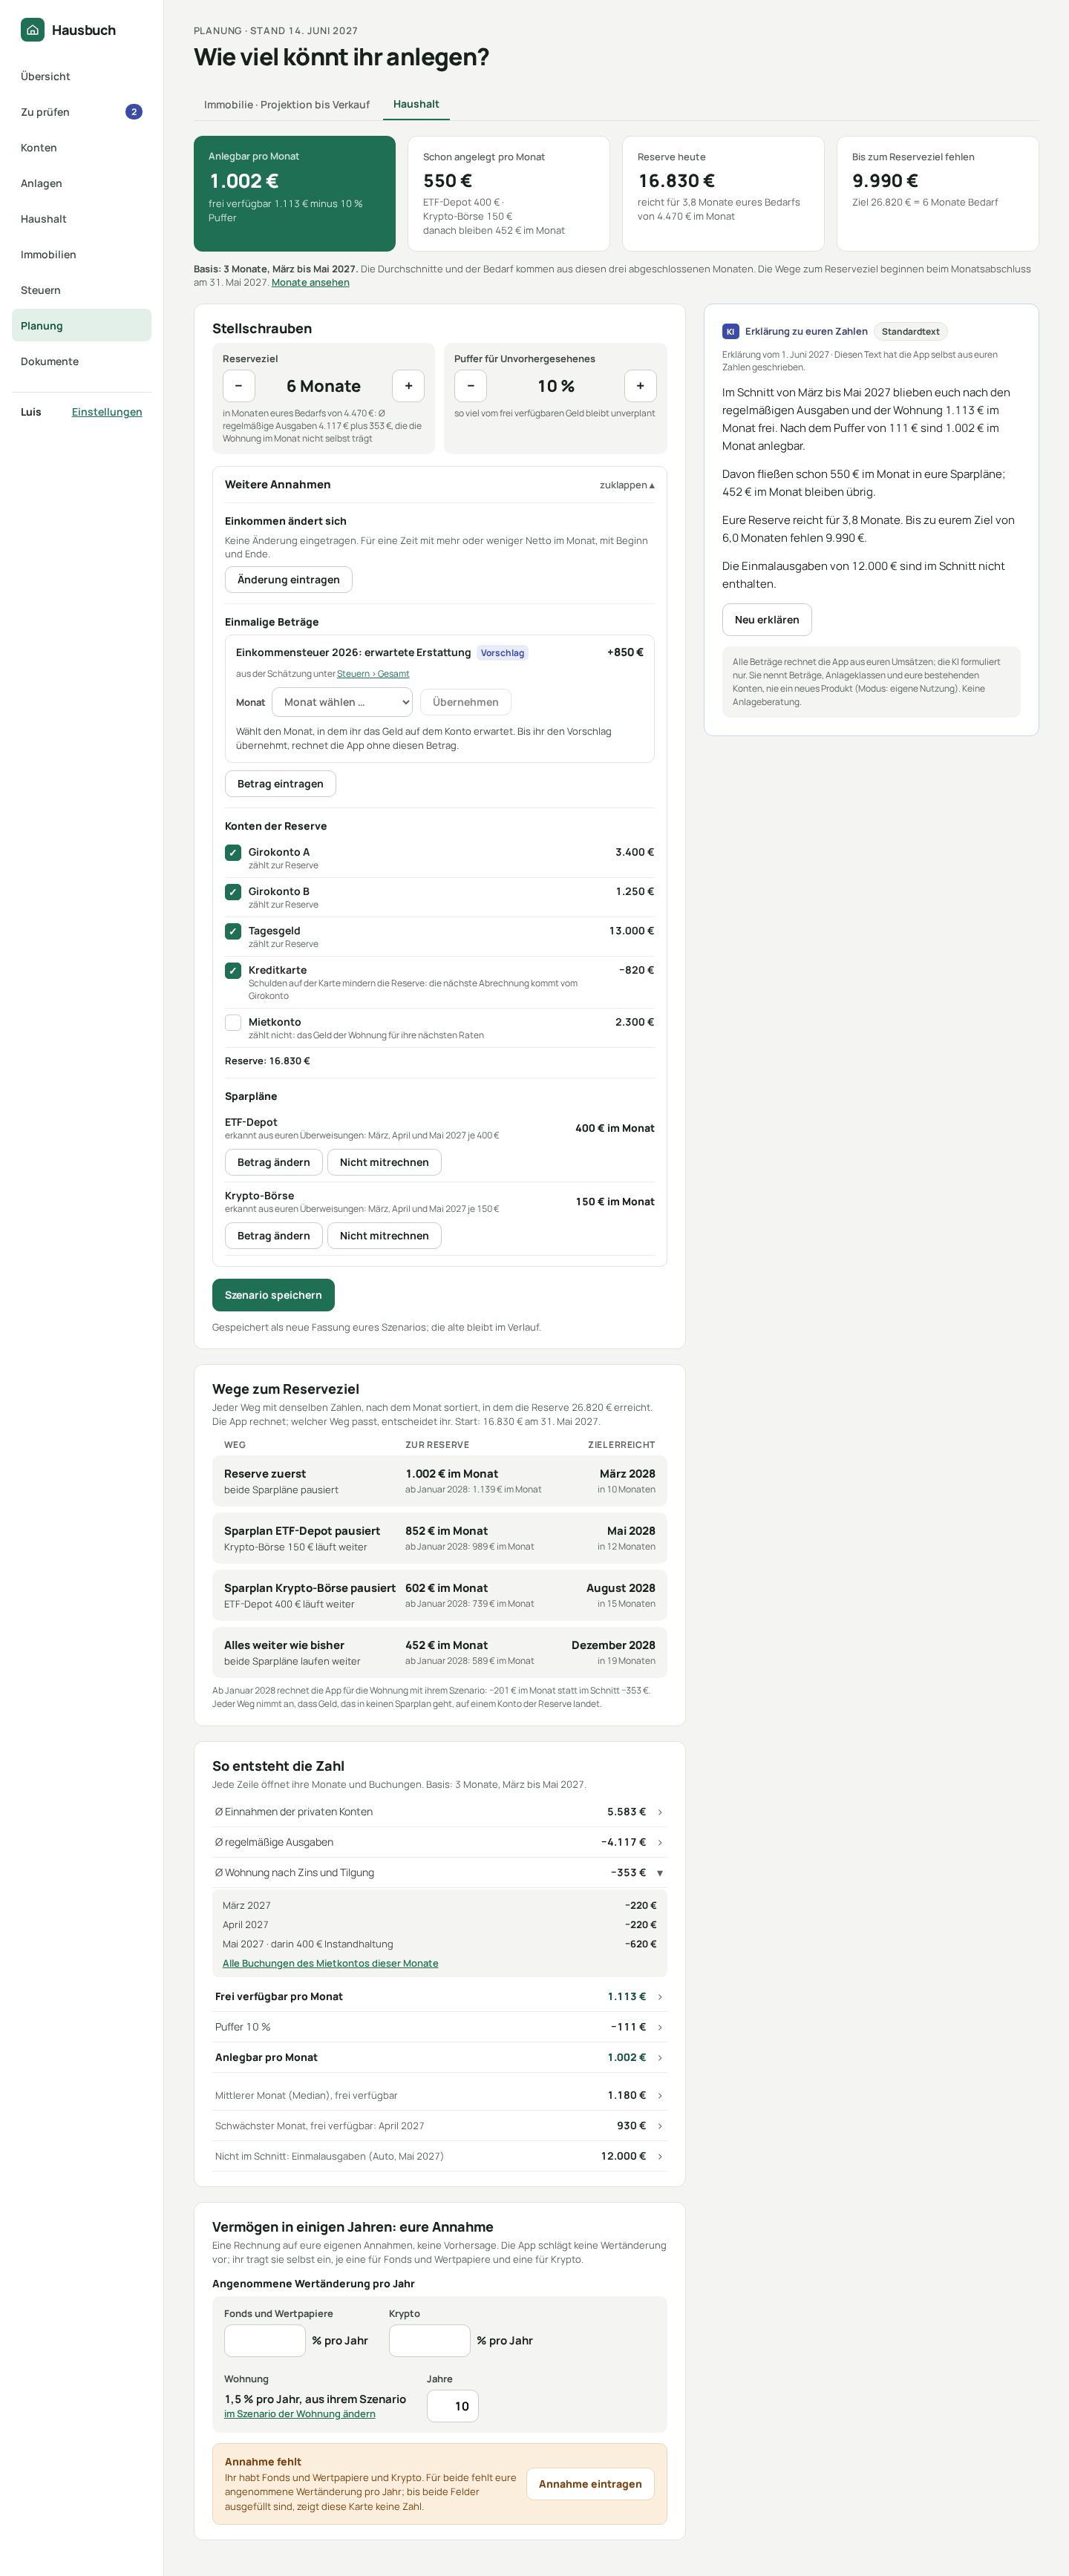 Hausbuch
Übersicht
Zu prüfen 2
Konten
Anlagen
Haushalt
Immobilien
Steuern
Planung
Dokumente
Luis Einstellungen
PLANUNG · STAND 14. JUNI 2027
Wie viel könnt ihr anlegen?
Immobilie · Projektion bis Verkauf Haushalt
Anlegbar pro Monat
1.002 €
frei verfügbar 1.113 € minus 10 %
Puffer
Schon angelegt pro Monat
550 €
ETF-Depot 400 € ·
Krypto-Börse 150 €
danach bleiben 452 € im Monat
Reserve heute
16.830 €
reicht für 3,8 Monate eures Bedarfs
von 4.470 € im Monat
Bis zum Reserveziel fehlen
9.990 €
Ziel 26.820 € = 6 Monate Bedarf
Basis: 3 Monate, März bis Mai 2027. Die Durchschnitte und der Bedarf kommen aus diesen drei abgeschlossenen Monaten. Die Wege zum Reserveziel beginnen beim Monatsabschluss
am 31. Mai 2027. Monate ansehen
Stellschrauben
Reserveziel
− 6 Monate +
in Monaten eures Bedarfs von 4.470 €: Ø
regelmäßige Ausgaben 4.117 € plus 353 €, die die
Wohnung im Monat nicht selbst trägt
Puffer für Unvorhergesehenes
− 10 % +
so viel vom frei verfügbaren Geld bleibt unverplant
Weitere Annahmen zuklappen ▴
Einkommen ändert sich
Keine Änderung eingetragen. Für eine Zeit mit mehr oder weniger Netto im Monat, mit Beginn
und Ende.
Änderung eintragen
Einmalige Beträge
Einkommensteuer 2026: erwartete Erstattung Vorschlag +850 €
aus der Schätzung unter Steuern › Gesamt
Monat Monat wählen … Übernehmen
Wählt den Monat, in dem ihr das Geld auf dem Konto erwartet. Bis ihr den Vorschlag
übernehmt, rechnet die App ohne diesen Betrag.
Betrag eintragen
Konten der Reserve
✓ Girokonto A 3.400 €
zählt zur Reserve
✓ Girokonto B 1.250 €
zählt zur Reserve
✓ Tagesgeld 13.000 €
zählt zur Reserve
✓ Kreditkarte −820 €
Schulden auf der Karte mindern die Reserve: die nächste Abrechnung kommt vom
Girokonto
Mietkonto 2.300 €
zählt nicht: das Geld der Wohnung für ihre nächsten Raten
Reserve: 16.830 €
Sparpläne
ETF-Depot 400 € im Monat
erkannt aus euren Überweisungen: März, April und Mai 2027 je 400 €
Betrag ändern Nicht mitrechnen
Krypto-Börse 150 € im Monat
erkannt aus euren Überweisungen: März, April und Mai 2027 je 150 €
Betrag ändern Nicht mitrechnen
Szenario speichern
Gespeichert als neue Fassung eures Szenarios; die alte bleibt im Verlauf.
KI Erklärung zu euren Zahlen Standardtext
Erklärung vom 1. Juni 2027 · Diesen Text hat die App selbst aus euren
Zahlen geschrieben.
Im Schnitt von März bis Mai 2027 blieben euch nach den
regelmäßigen Ausgaben und der Wohnung 1.113 € im
Monat frei. Nach dem Puffer von 111 € sind 1.002 € im
Monat anlegbar.
Davon fließen schon 550 € im Monat in eure Sparpläne;
452 € im Monat bleiben übrig.
Eure Reserve reicht für 3,8 Monate. Bis zu eurem Ziel von
6,0 Monaten fehlen 9.990 €.
Die Einmalausgaben von 12.000 € sind im Schnitt nicht
enthalten.
Neu erklären
Alle Beträge rechnet die App aus euren Umsätzen; die KI formuliert
nur. Sie nennt Beträge, Anlageklassen und eure bestehenden
Konten, nie ein neues Produkt (Modus: eigene Nutzung). Keine
Anlageberatung.
Wege zum Reserveziel
Jeder Weg mit denselben Zahlen, nach dem Monat sortiert, in dem die Reserve 26.820 € erreicht.
Die App rechnet; welcher Weg passt, entscheidet ihr. Start: 16.830 € am 31. Mai 2027.
WEG ZUR RESERVE ZIEL ERREICHT
Reserve zuerst 1.002 € im Monat März 2028
beide Sparpläne pausiert ab Januar 2028: 1.139 € im Monat in 10 Monaten
Sparplan ETF-Depot pausiert 852 € im Monat Mai 2028
Krypto-Börse 150 € läuft weiter ab Januar 2028: 989 € im Monat in 12 Monaten
Sparplan Krypto-Börse pausiert 602 € im Monat August 2028
ETF-Depot 400 € läuft weiter ab Januar 2028: 739 € im Monat in 15 Monaten
Alles weiter wie bisher 452 € im Monat Dezember 2028
beide Sparpläne laufen weiter ab Januar 2028: 589 € im Monat in 19 Monaten
Ab Januar 2028 rechnet die App für die Wohnung mit ihrem Szenario: −201 € im Monat statt im Schnitt −353 €.
Jeder Weg nimmt an, dass Geld, das in keinen Sparplan geht, auf einem Konto der Reserve landet.
So entsteht die Zahl
Jede Zeile öffnet ihre Monate und Buchungen. Basis: 3 Monate, März bis Mai 2027.
Ø Einnahmen der privaten Konten 5.583 € ›
Ø regelmäßige Ausgaben −4.117 € ›
Ø Wohnung nach Zins und Tilgung −353 € ▾
März 2027 −220 €
April 2027 −220 €
Mai 2027 · darin 400 € Instandhaltung −620 €
Alle Buchungen des Mietkontos dieser Monate
Frei verfügbar pro Monat 1.113 € ›
Puffer 10 % −111 € ›
Anlegbar pro Monat 1.002 € ›
Mittlerer Monat (Median), frei verfügbar 1.180 € ›
Schwächster Monat, frei verfügbar: April 2027 930 € ›
Nicht im Schnitt: Einmalausgaben (Auto, Mai 2027) 12.000 € ›
Vermögen in einigen Jahren: eure Annahme
Eine Rechnung auf eure eigenen Annahmen, keine Vorhersage. Die App schlägt keine Wertänderung
vor; ihr tragt sie selbst ein, je eine für Fonds und Wertpapiere und eine für Krypto.
Angenommene Wertänderung pro Jahr
Fonds und Wertpapiere Krypto
% pro Jahr % pro Jahr
Wohnung Jahre
1,5 % pro Jahr, aus ihrem Szenario 10
im Szenario der Wohnung ändern
Annahme fehlt
Ihr habt Fonds und Wertpapiere und Krypto. Für beide fehlt eure
angenommene Wertänderung pro Jahr; bis beide Felder
ausgefüllt sind, zeigt diese Karte keine Zahl.
Annahme eintragen